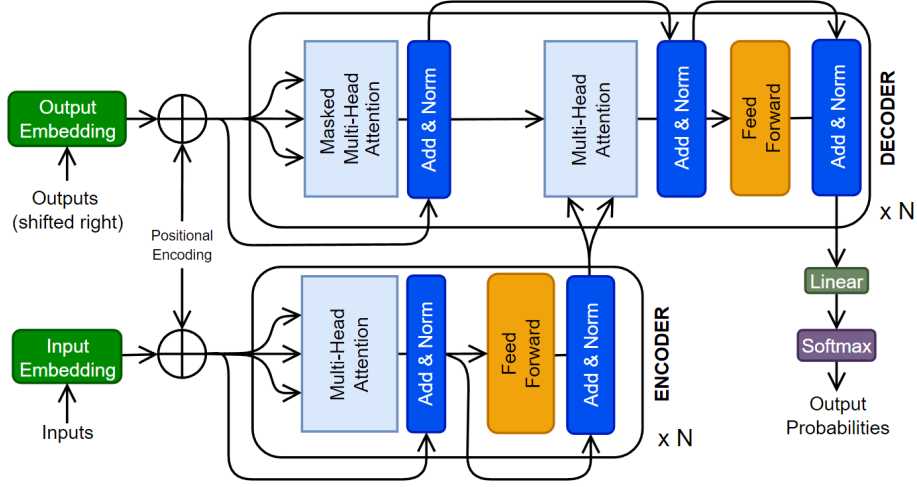 Output
Embedding
Outputs
(shifted right)
Positional
Encoding
Masked
Multi-Head
Attention
Add & Norm
Multi-Head
Attention
Add & Norm
Feed
Forward
Add & Norm
DECODER
x N
Input
Embedding
Inputs
Multi-Head
Attention
Add & Norm
Feed
Forward
Add & Norm
ENCODER
x N
Linear
Softmax
Output
Probabilities